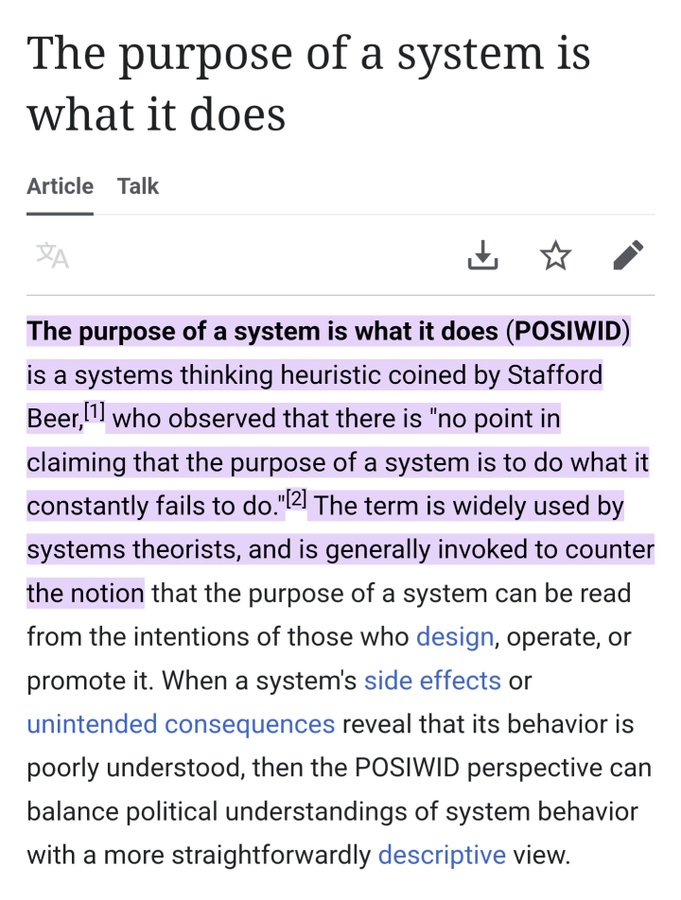 The purpose of a system is
what it does
Article Talk
文A
The purpose of a system is what it does (POSIWID)
is a systems thinking heuristic coined by Stafford
Beer,[1] who observed that there is "no point in
claiming that the purpose of a system is to do what it
constantly fails to do."[2] The term is widely used by
systems theorists, and is generally invoked to counter
the notion that the purpose of a system can be read
from the intentions of those who design, operate, or
promote it. When a system's side effects or
unintended consequences reveal that its behavior is
poorly understood, then the POSIWID perspective can
balance political understandings of system behavior
with a more straightforwardly descriptive view.